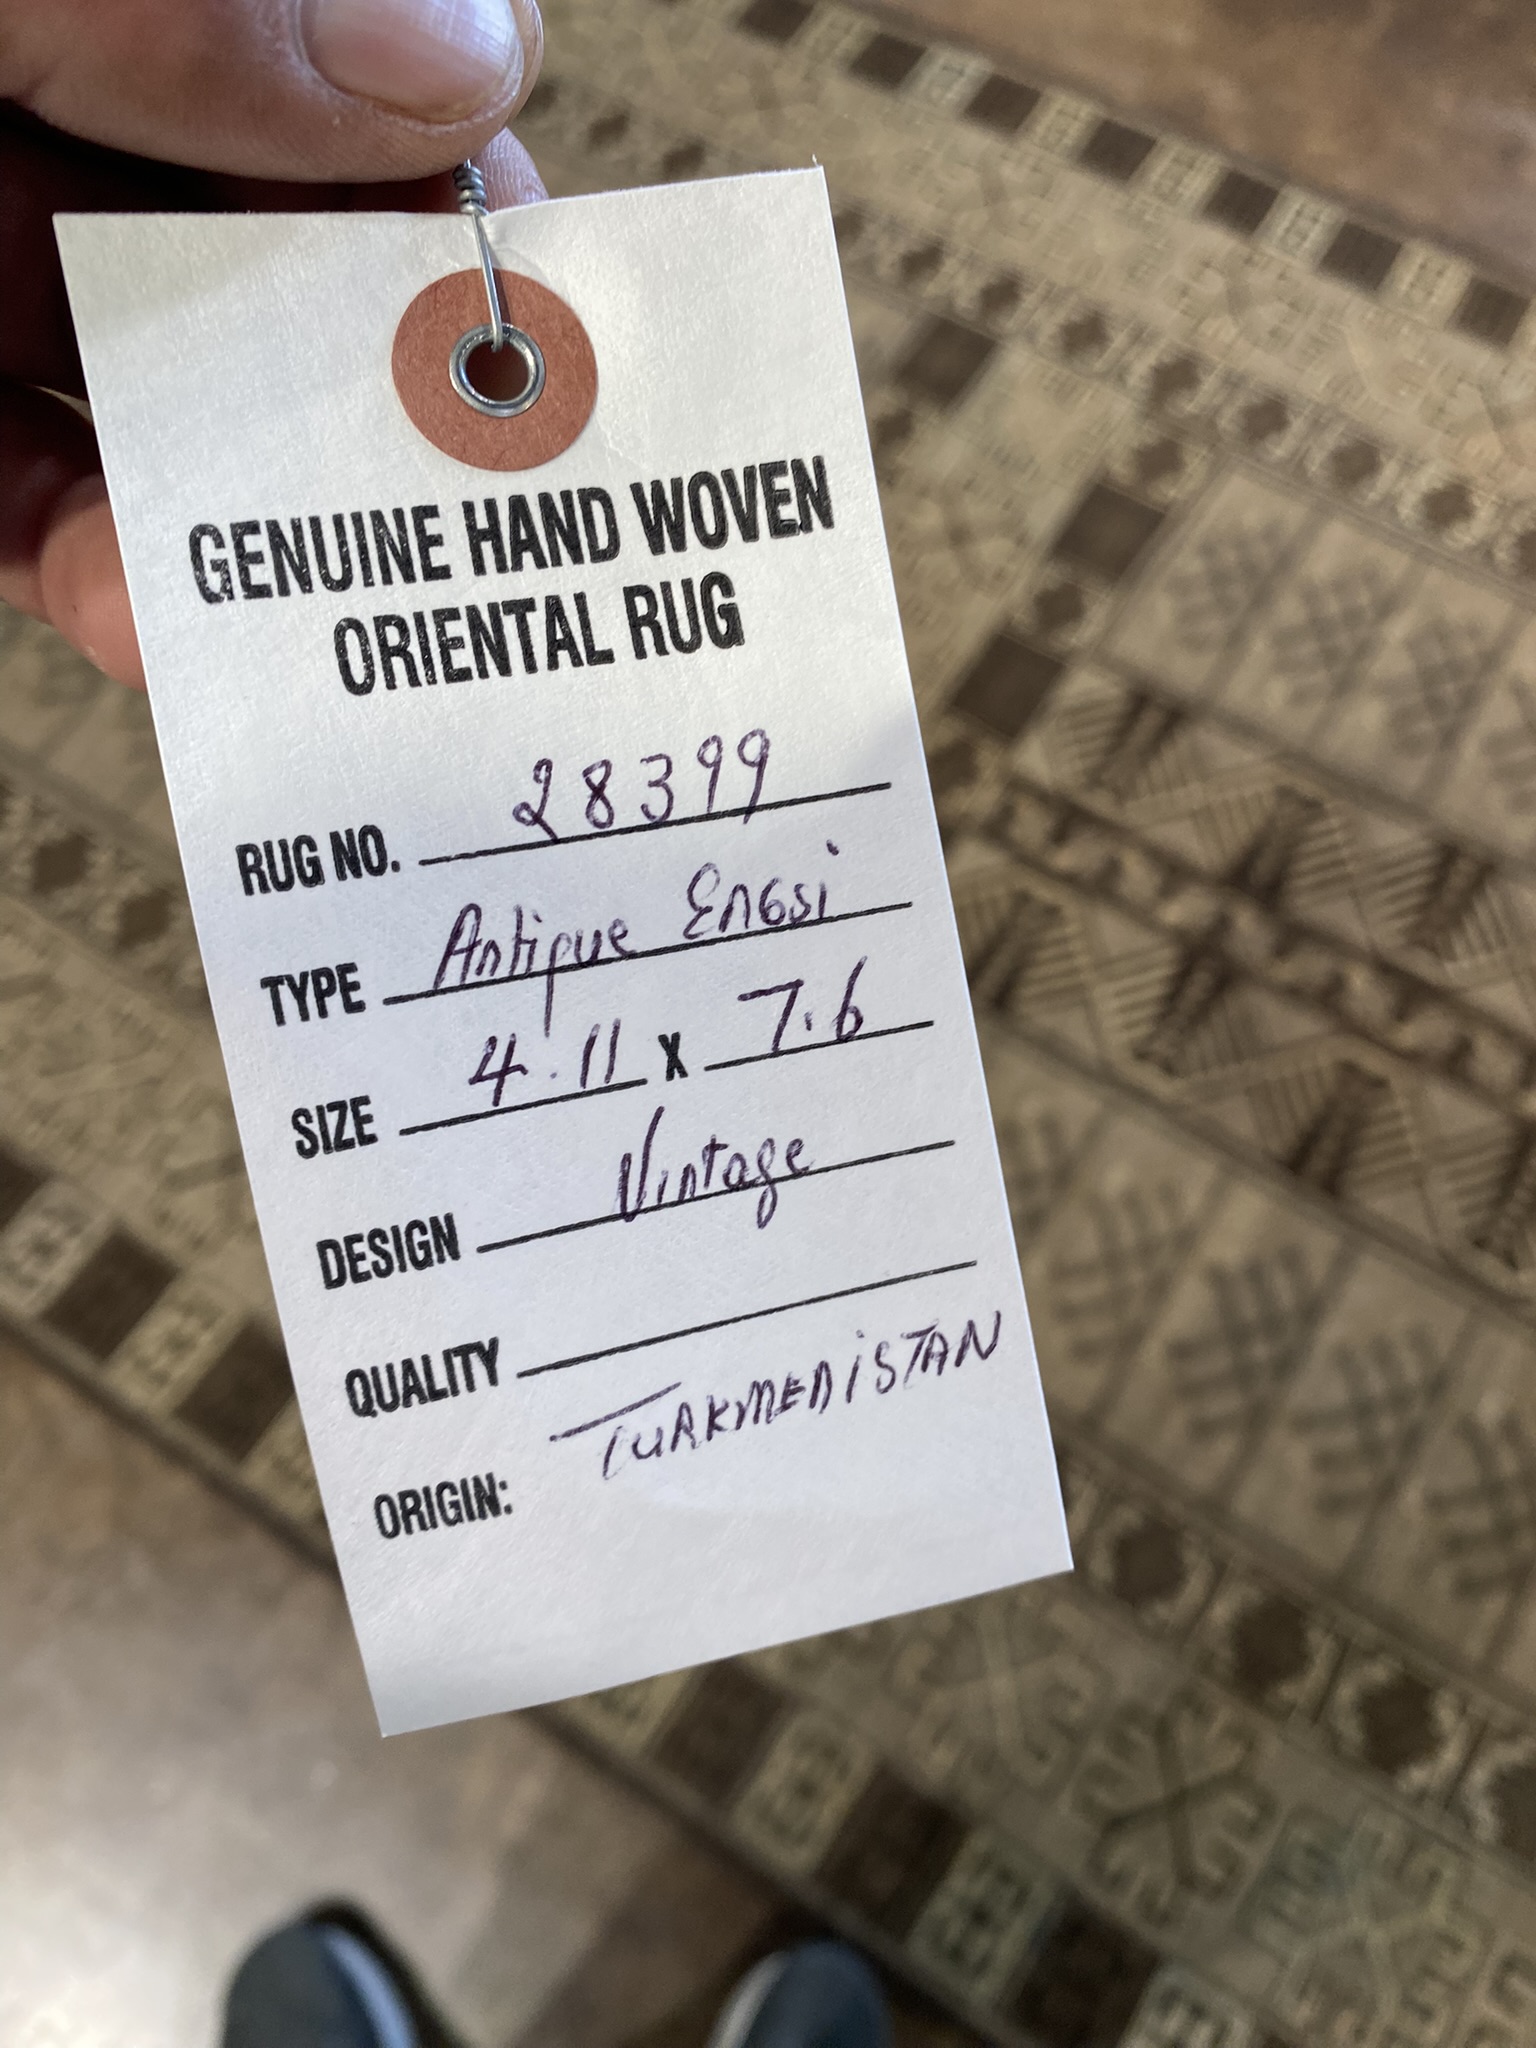 GENUINE HAND WOVEN
ORIENTAL RUG
RUG NO. 28399
TYPE Antique Engsi
SIZE 4.11 X 7.6
DESIGN Vintage
QUALITY
ORIGIN: TURKMENISTAN